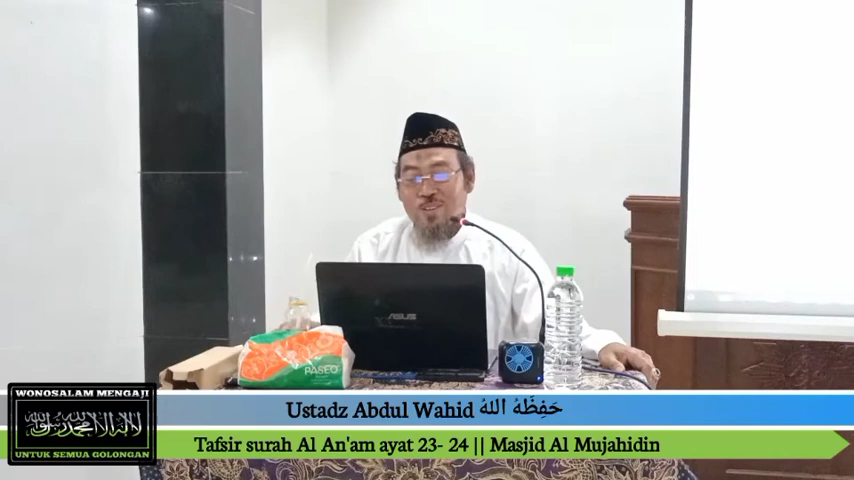 ASUS
PASEO
WONOSALAM MENGAJI
لا إله إلا الله محمد رسول الله
UNTUK SEMUA GOLONGAN
Ustadz Abdul Wahid حَفِظَهُ اللهُ
Tafsir surah Al An'am ayat 23- 24 || Masjid Al Mujahidin